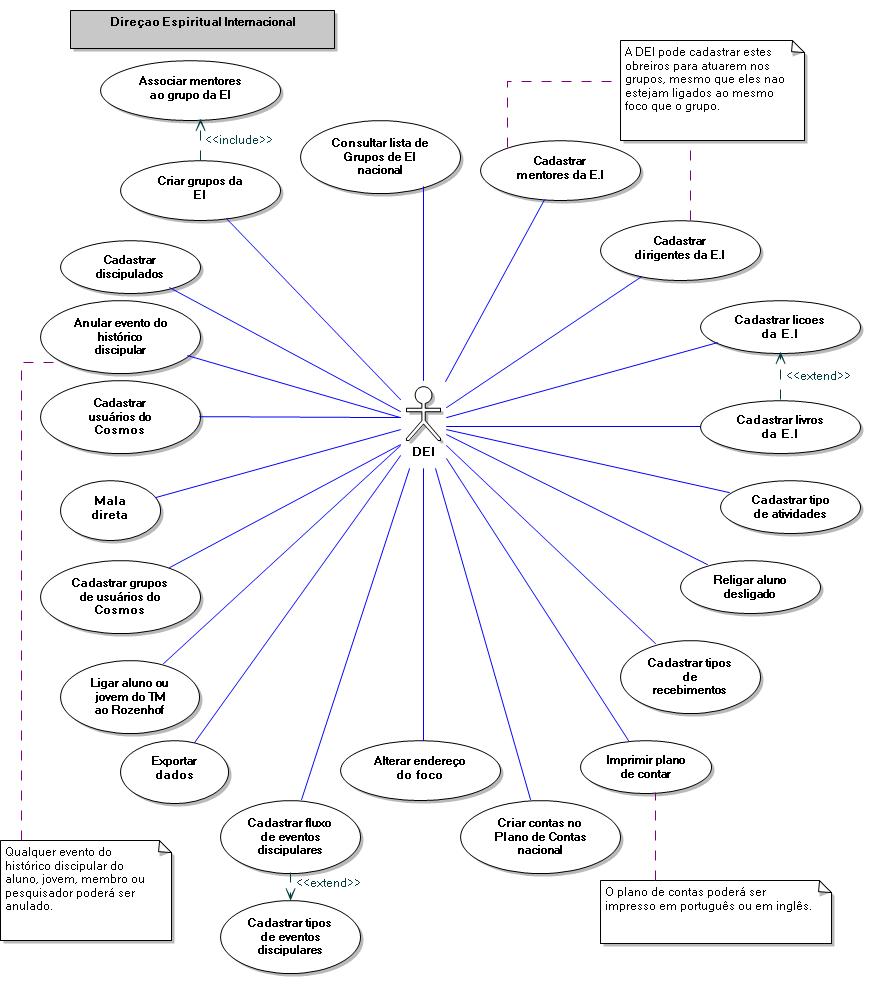 Direçao Espiritual Internacional
A DEI pode cadastrar estes
obreiros para atuarem nos
grupos, mesmo que eles nao
estejam ligados ao mesmo
foco que o grupo.
Associar mentores
ao grupo da EI
<<include>>
Criar grupos da
EI
Consultar lista de
Grupos de EI
nacional
Cadastrar
mentores da E.I
Cadastrar
dirigentes da E.I
Cadastrar
discipulados
Anular evento do
histórico
discipular
Cadastrar licoes
da E.I
<<extend>>
Cadastrar
usuários do
Cosmos
Cadastrar livros
da E.I
DEI
Mala
direta
Cadastrar tipo
de atividades
Cadastrar grupos
de usuários do
Cosmos
Religar aluno
desligado
Ligar aluno ou
jovem do TM
ao Rozenhof
Cadastrar tipos
de
recebimentos
Exportar
dados
Alterar endereço
do foco
Imprimir plano
de contar
Cadastrar fluxo
de eventos
discipulares
Criar contas no
Plano de Contas
nacional
Qualquer evento do
histórico discipular do
aluno, jovem, membro ou
pesquisador poderá ser
anulado.
<<extend>>
O plano de contas poderá ser
impresso em português ou em inglês.
Cadastrar tipos
de eventos
discipulares